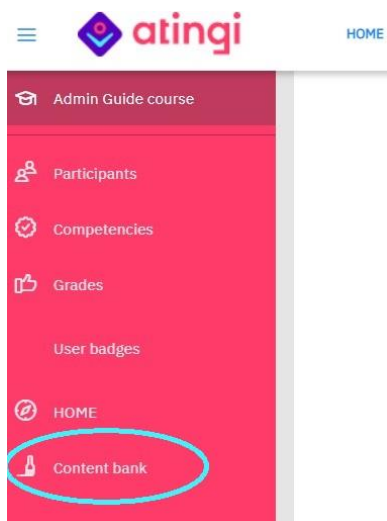 atingi
HOME
Admin Guide course
Participants
Competencies
Grades
User badges
HOME
Content bank